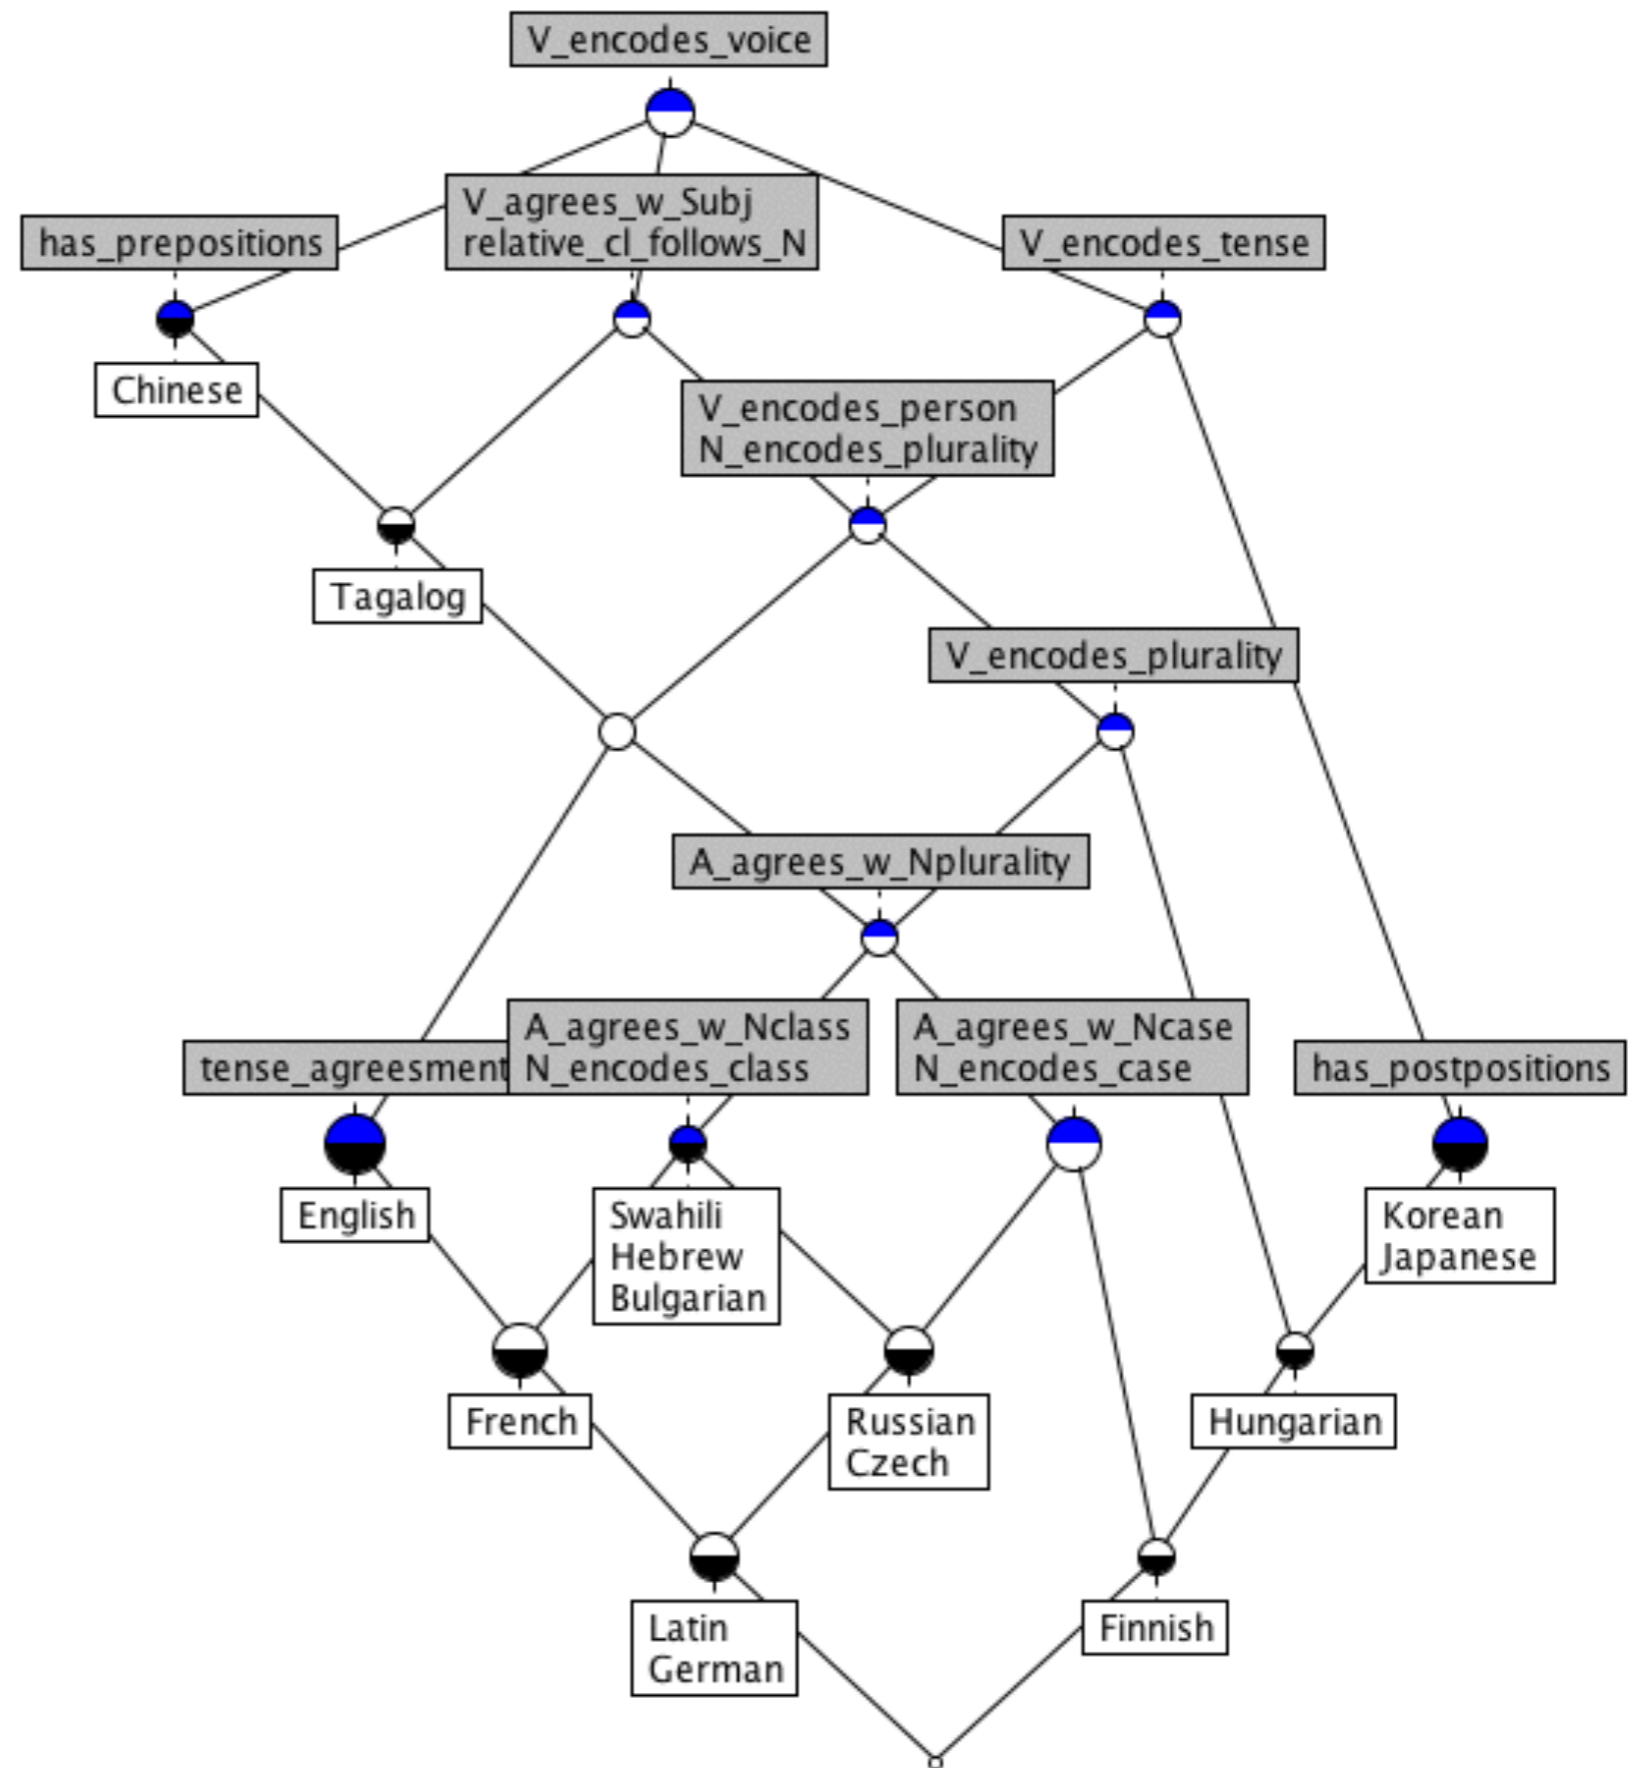 V_encodes_voice
has_prepositions
V_agrees_w_Subj
relative_cl_follows_N
V_encodes_tense
Chinese
V_encodes_person
N_encodes_plurality
Tagalog
V_encodes_plurality
A_agrees_w_Nplurality
tense_agreesment
A_agrees_w_Nclass
N_encodes_class
A_agrees_w_Ncase
N_encodes_case
has_postpositions
English
Swahili
Hebrew
Bulgarian
Korean
Japanese
French
Russian
Czech
Hungarian
Latin
German
Finnish